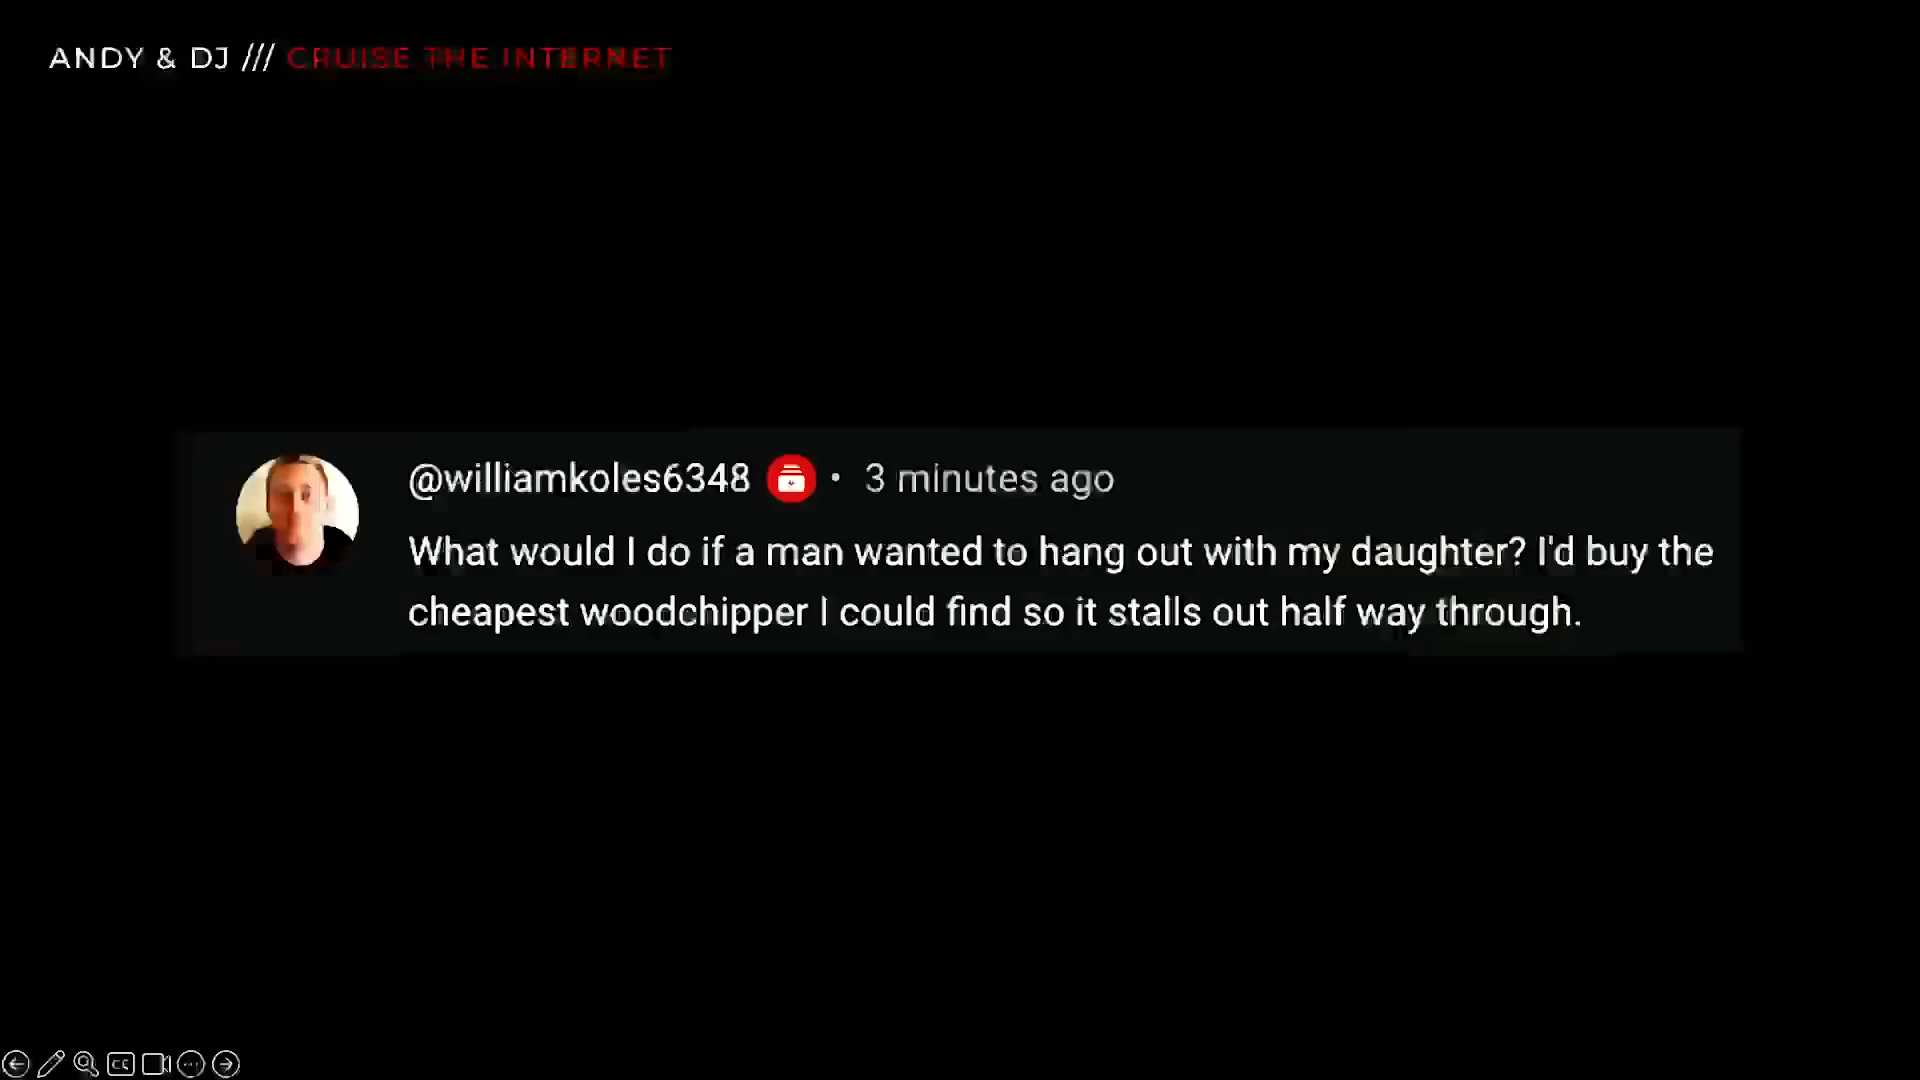 ANDY & DJ /// CRUISE THE INTERNET
@williamkoles6348 • 3 minutes ago
What would I do if a man wanted to hang out with my daughter? I'd buy the
cheapest woodchipper I could find so it stalls out half way through.
CC